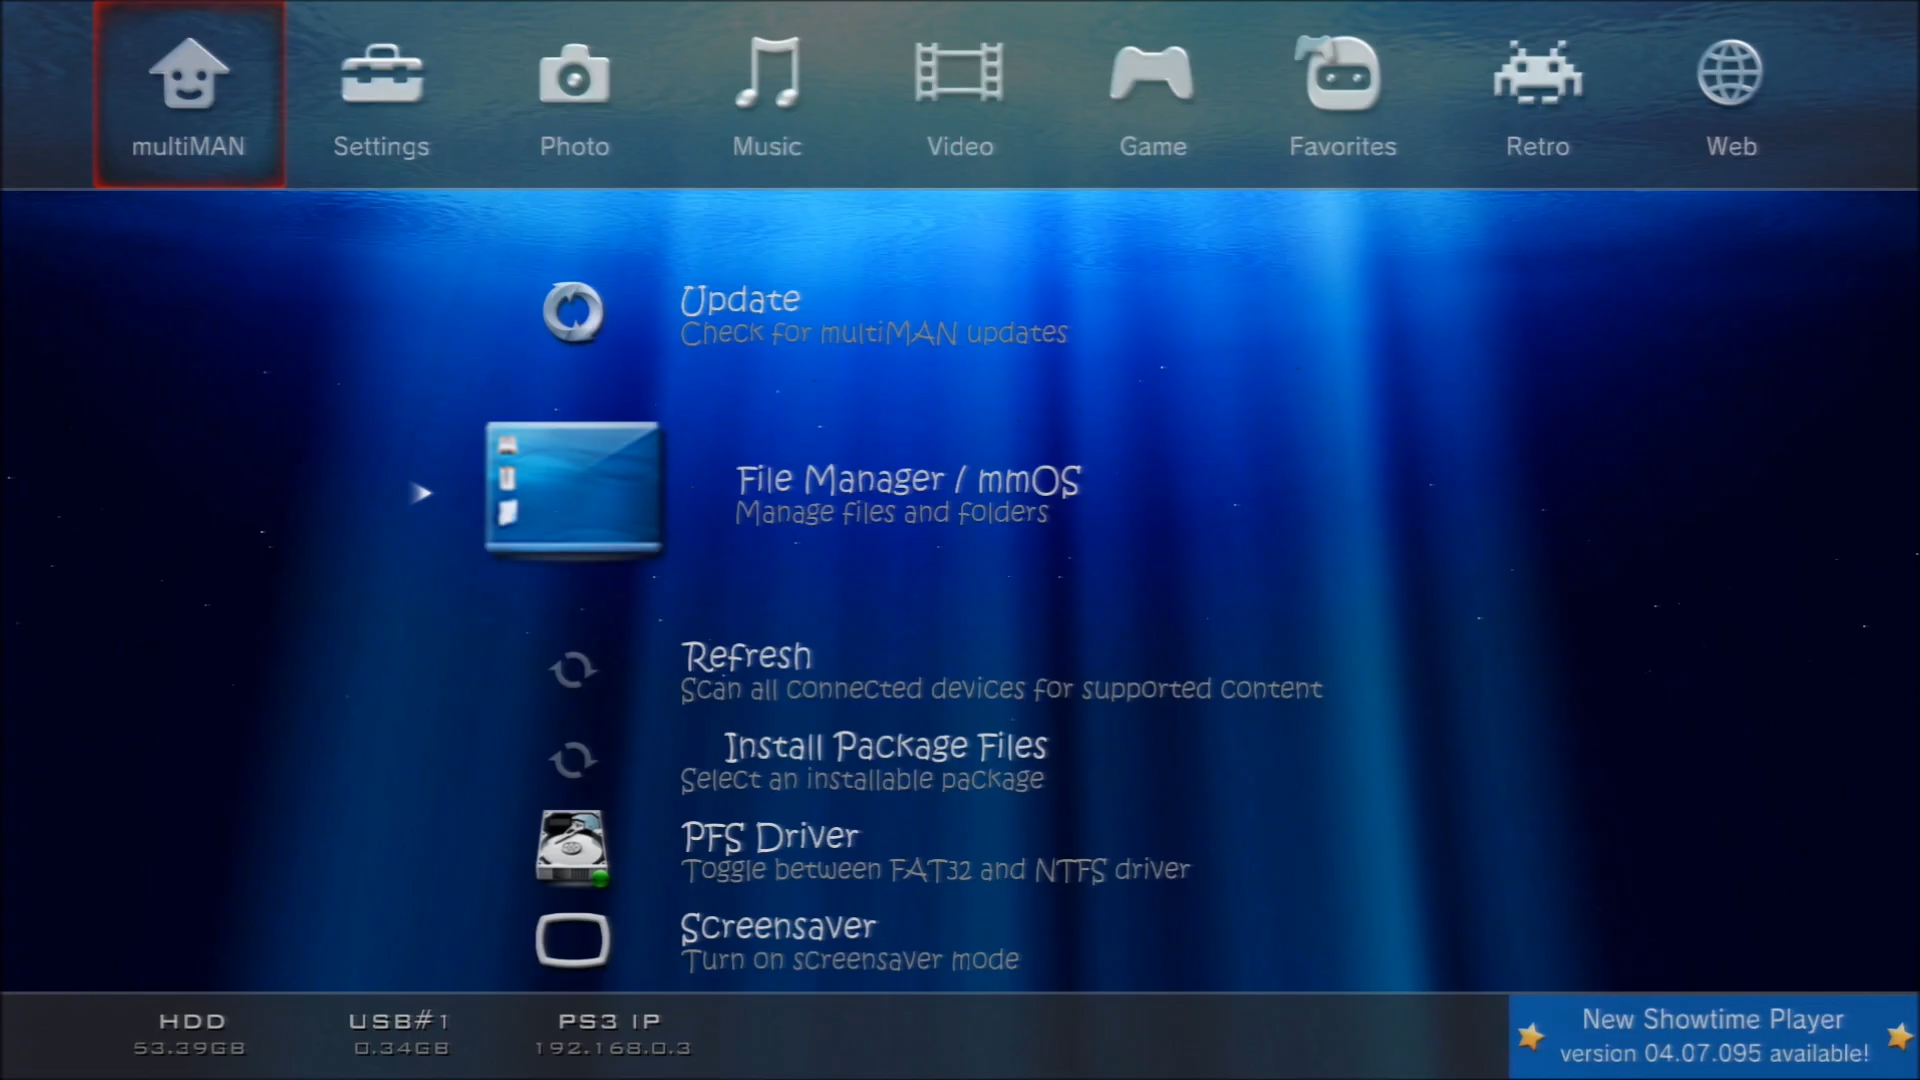 multiMAN
Settings
Photo
Music
Video
Game
Favorites
Retro
Web
Update
Check for multiMAN updates
File Manager / mmOS
Manage files and folders
Refresh
Scan all connected devices for supported content
Install Package Files
Select an installable package
PFS Driver
Toggle between FAT32 and NTFS driver
Screensaver
Turn on screensaver mode
HDD
53.39GB
USB#1
0.34GB
PS3 IP
192.168.0.3
New Showtime Player
version 04.07.095 available!